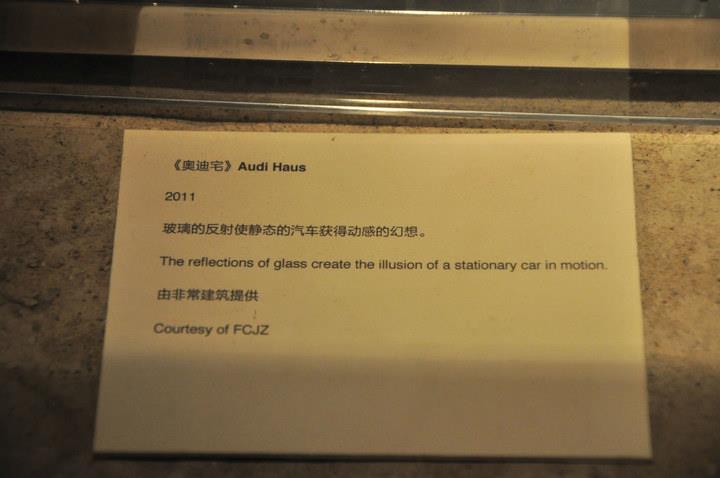 《奥迪宅》Audi Haus
2011
玻璃的反射使静态的汽车获得动感的幻想。
The reflections of glass create the illusion of a stationary car in motion.
由非常建筑提供
Courtesy of FCJZ